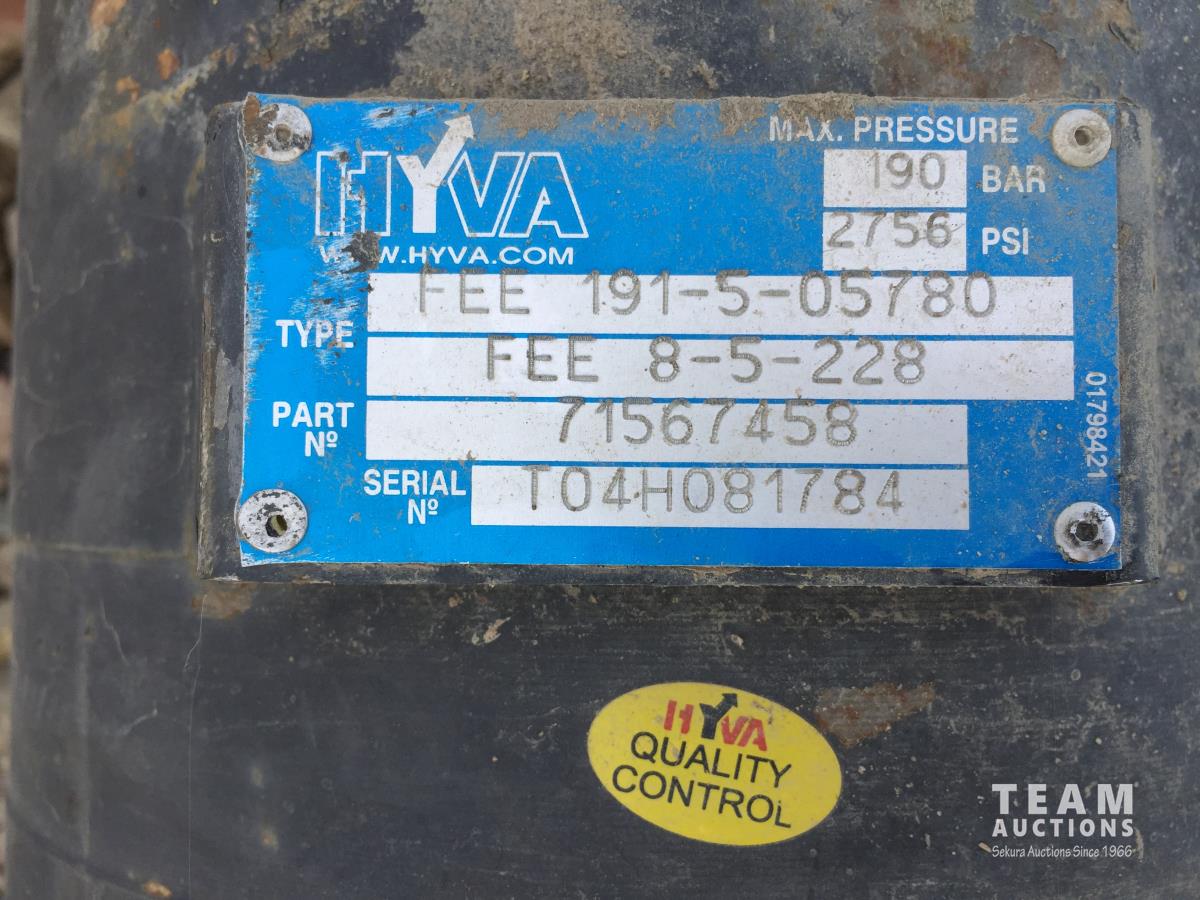 HYVA
WWW.HYVA.COM
MAX. PRESSURE
190 BAR
2756 PSI
TYPE
FEE 191-5-05780
FEE 8-5-228
PART Nº
71567458
SERIAL Nº
T04H081784
01798421
HYVA
QUALITY
CONTROL
TEAM
AUCTIONS
Sekura Auctions Since 1966